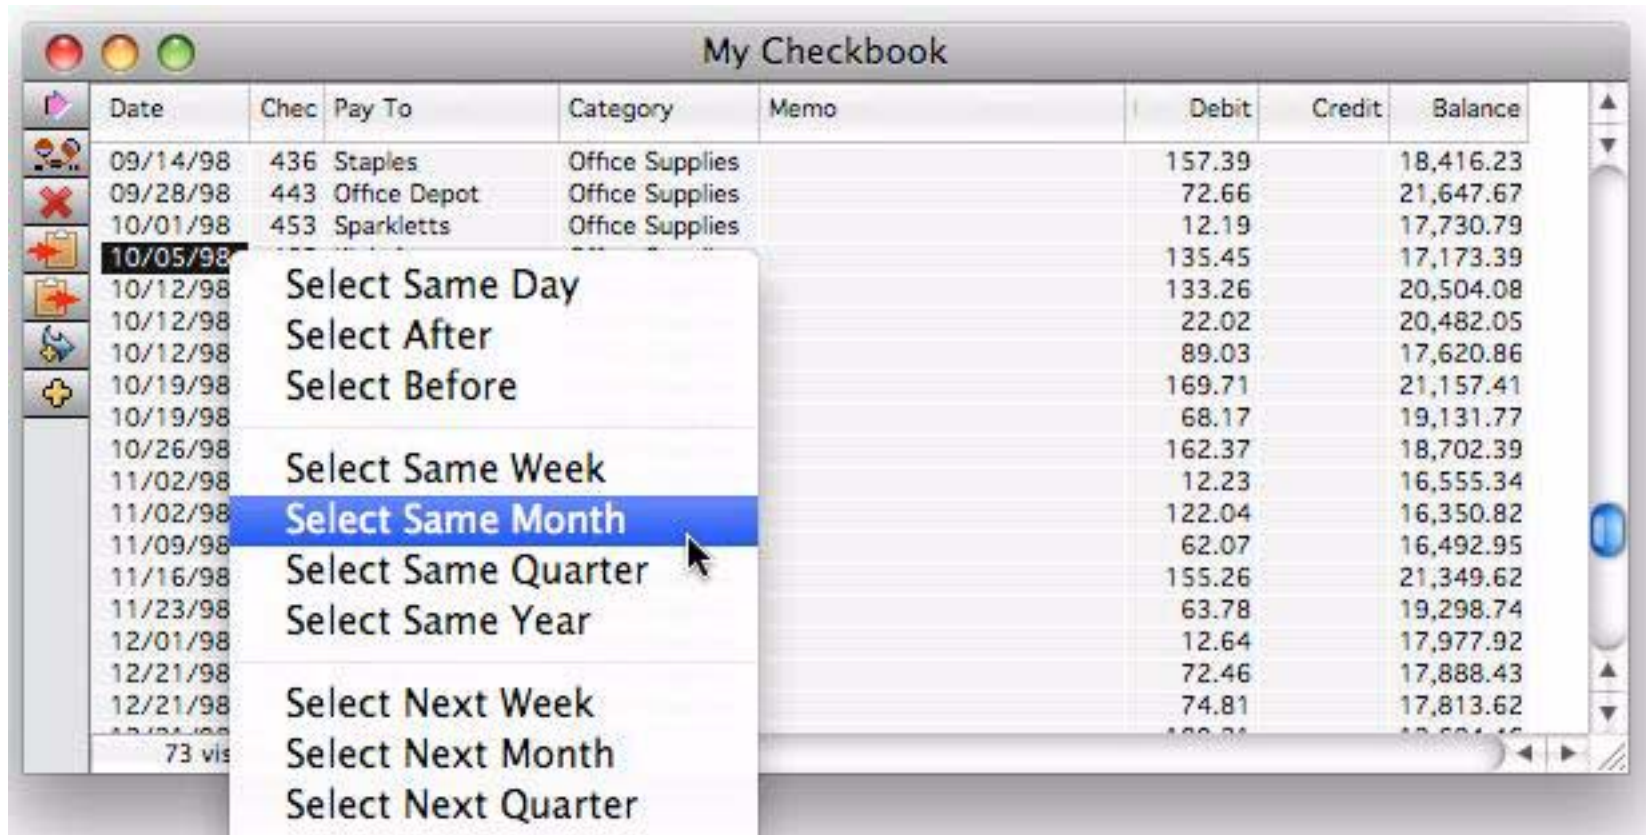 My Checkbook
Date Chec Pay To Category Memo Debit Credit Balance
09/14/98 436 Staples Office Supplies 157.39 18,416.23
09/28/98 443 Office Depot Office Supplies 72.66 21,647.67
10/01/98 453 Sparkletts Office Supplies 12.19 17,730.79
10/05/98 135.45 17,173.39
Select Same Day
10/12/98 133.26 20,504.08
10/12/98 22.02 20,482.05
Select After
10/12/98 89.03 17,620.86
10/19/98 169.71 21,157.41
Select Before
10/19/98 68.17 19,131.77
10/26/98 162.37 18,702.39
Select Same Week
11/02/98 12.23 16,555.34
11/02/98 122.04 16,350.82
Select Same Month
11/09/98 62.07 16,492.95
11/16/98 155.26 21,349.62
Select Same Quarter
11/23/98 63.78 19,298.74
Select Same Year
12/01/98 12.64 17,977.92
12/21/98 72.46 17,888.43
12/21/98 74.81 17,813.62
Select Next Week
73 vis
Select Next Month
Select Next Quarter